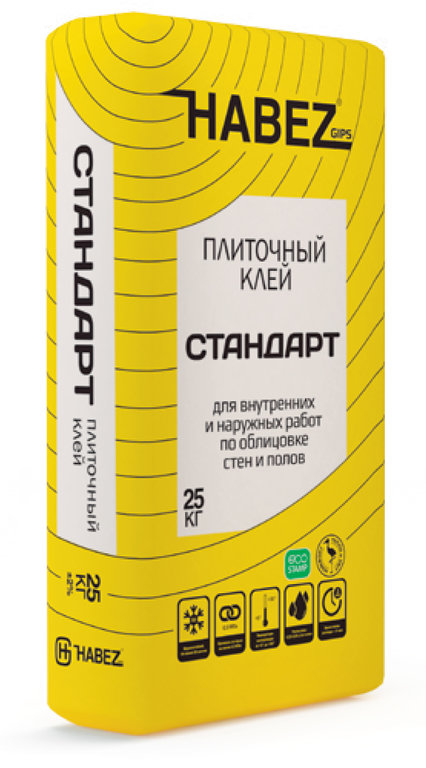 HABEZ
GIPS
ПЛИТОЧНЫЙ
КЛЕЙ
СТАНДАРТ
для внутренних
и наружных работ
по облицовке
стен и полов
25
КГ
ECO
STAMP
СТАНДАРТ
ПЛИТОЧНЫЙ
КЛЕЙ
25
КГ
±2%
HABEZ